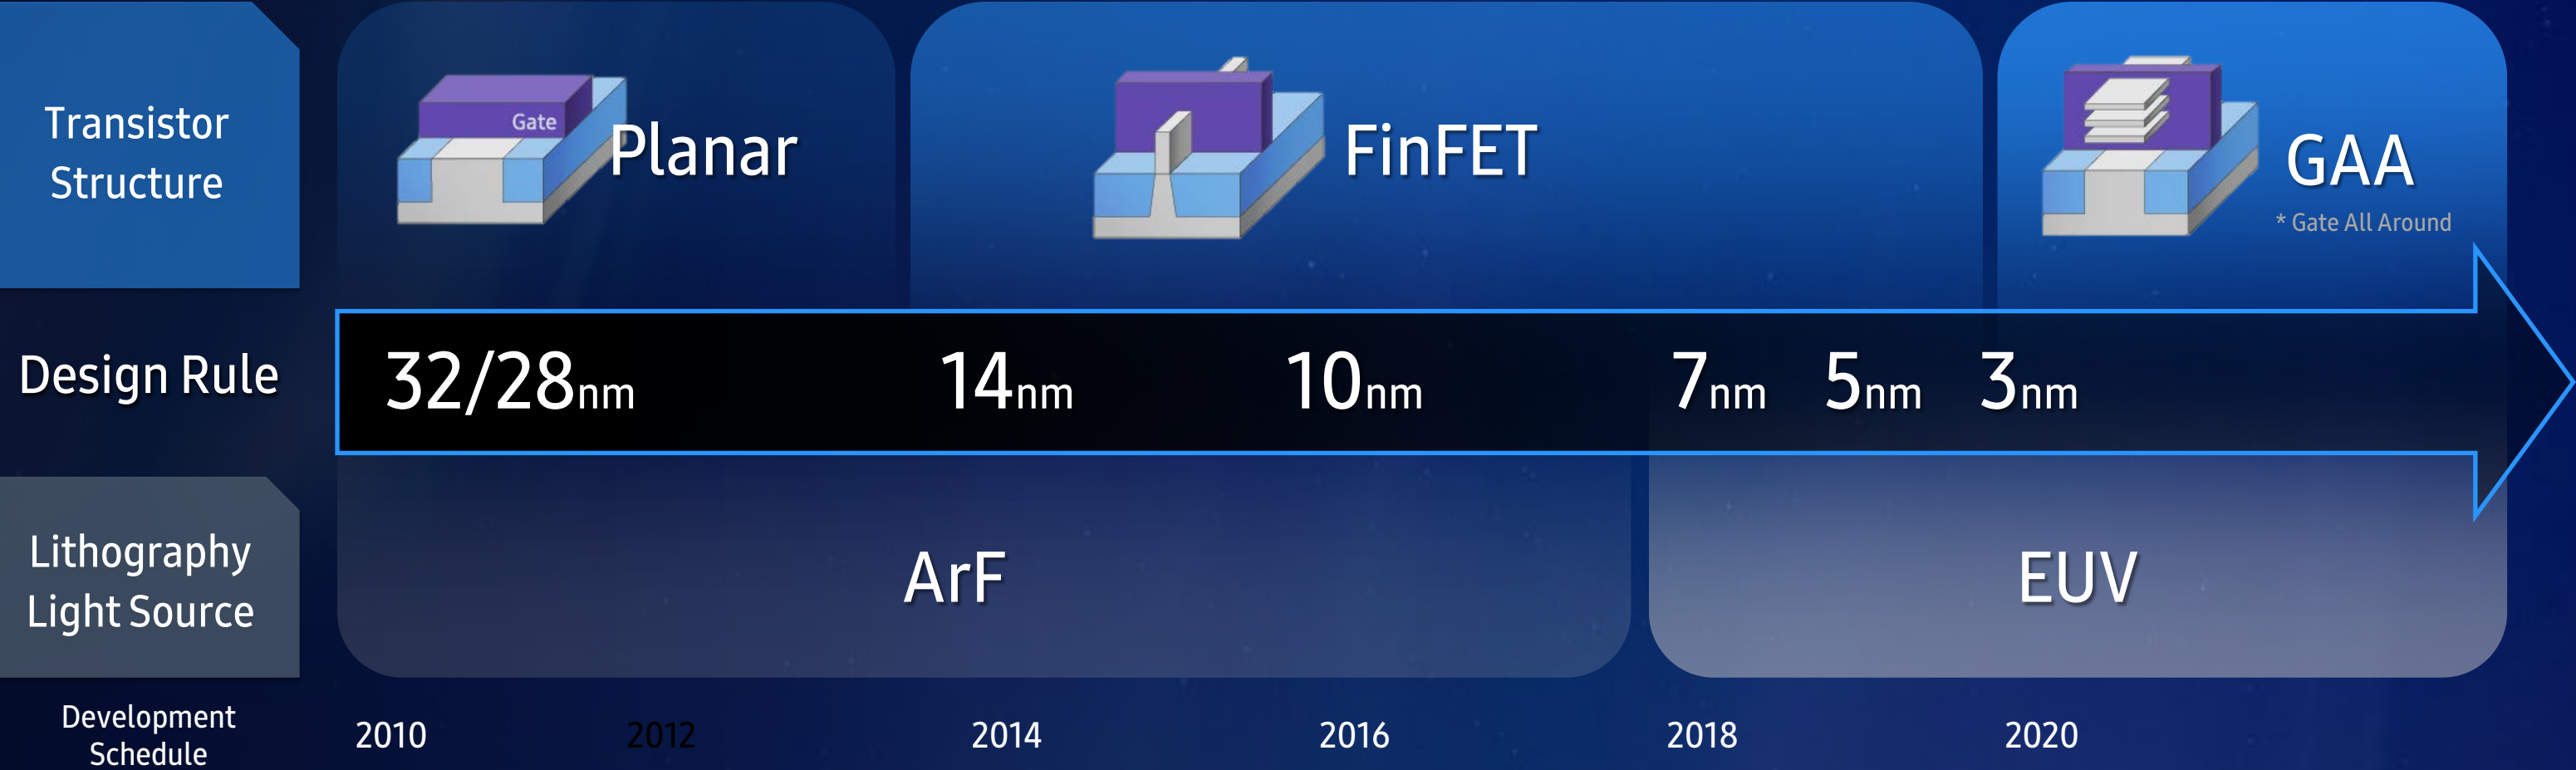 Transistor
Structure
Gate
Planar
FinFET
GAA
* Gate All Around
Design Rule
32/28nm 14nm 10nm 7nm 5nm 3nm
Lithography
Light Source
ArF
EUV
Development
Schedule
2010 2012 2014 2016 2018 2020